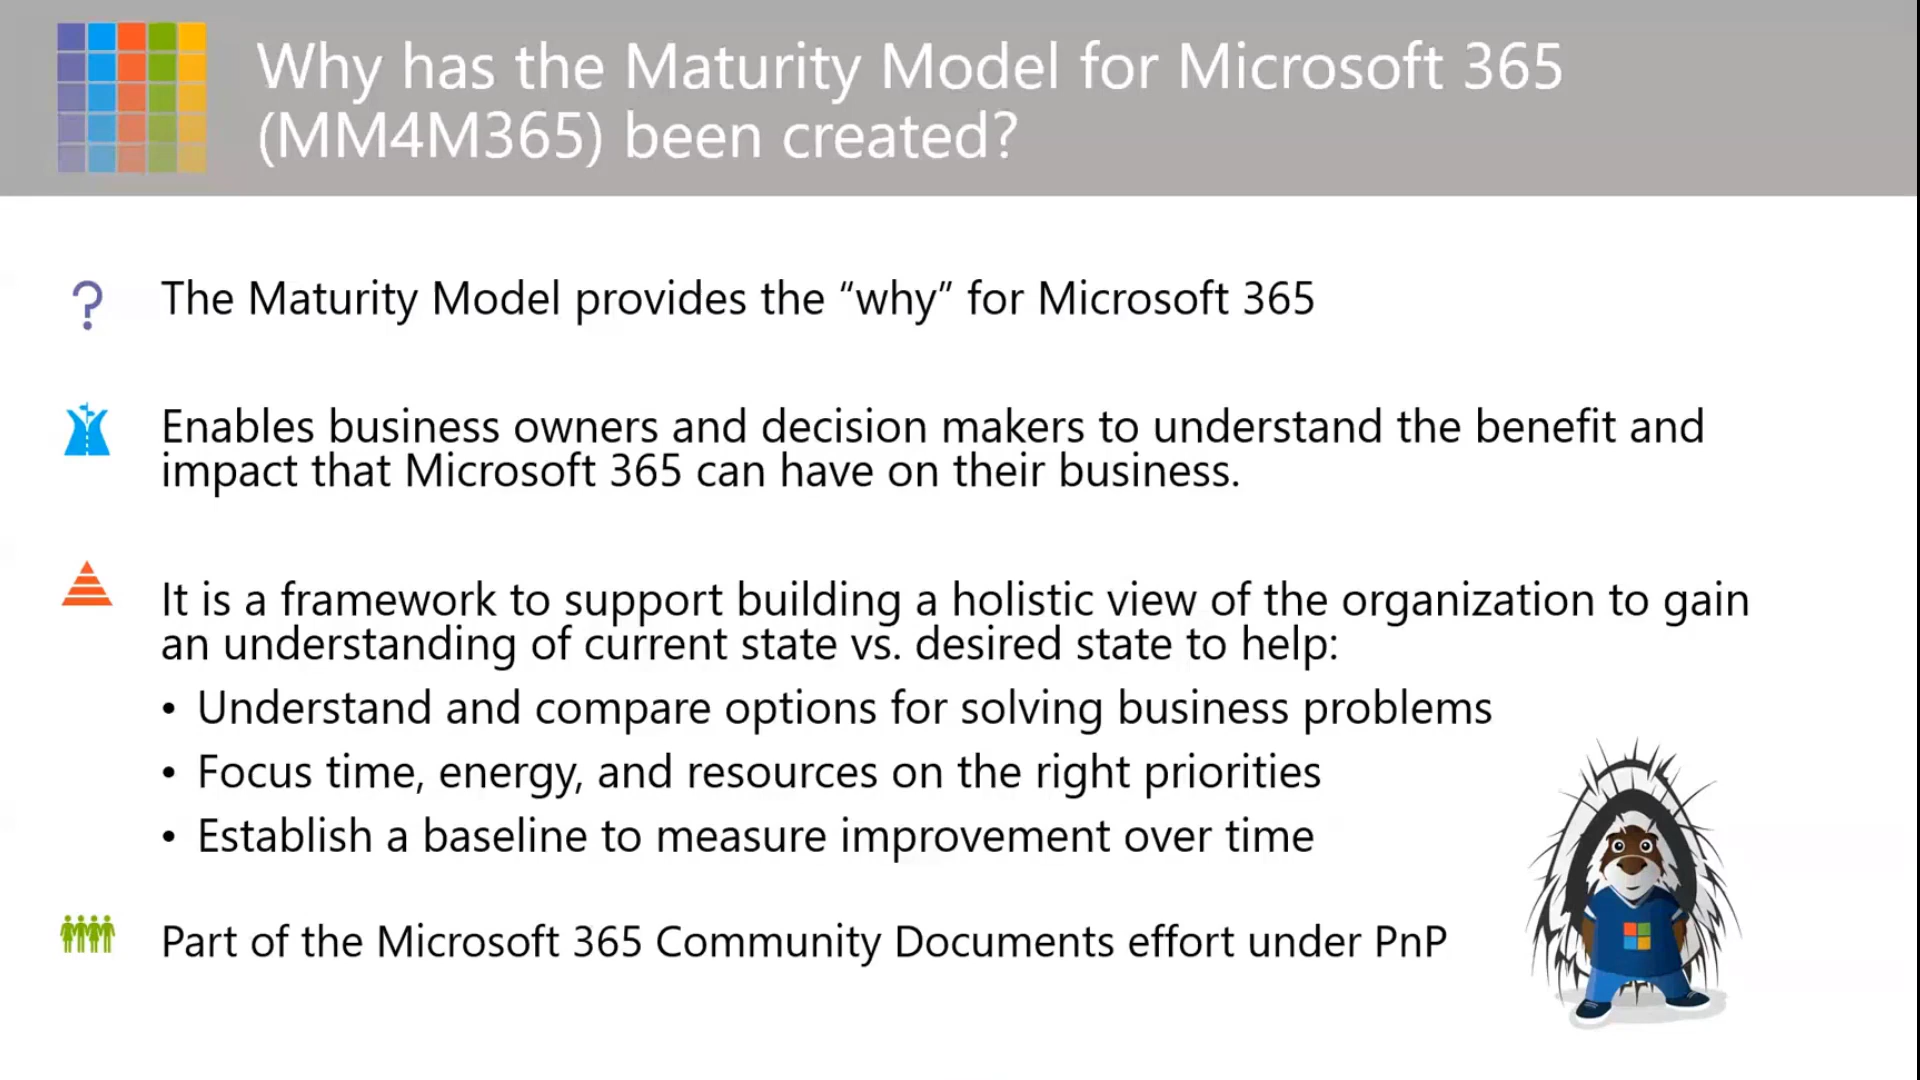 Why has the Maturity Model for Microsoft 365
(MM4M365) been created?
The Maturity Model provides the “why” for Microsoft 365
Enables business owners and decision makers to understand the benefit and
impact that Microsoft 365 can have on their business.
It is a framework to support building a holistic view of the organization to gain
an understanding of current state vs. desired state to help:
• Understand and compare options for solving business problems
• Focus time, energy, and resources on the right priorities
• Establish a baseline to measure improvement over time
Part of the Microsoft 365 Community Documents effort under PnP